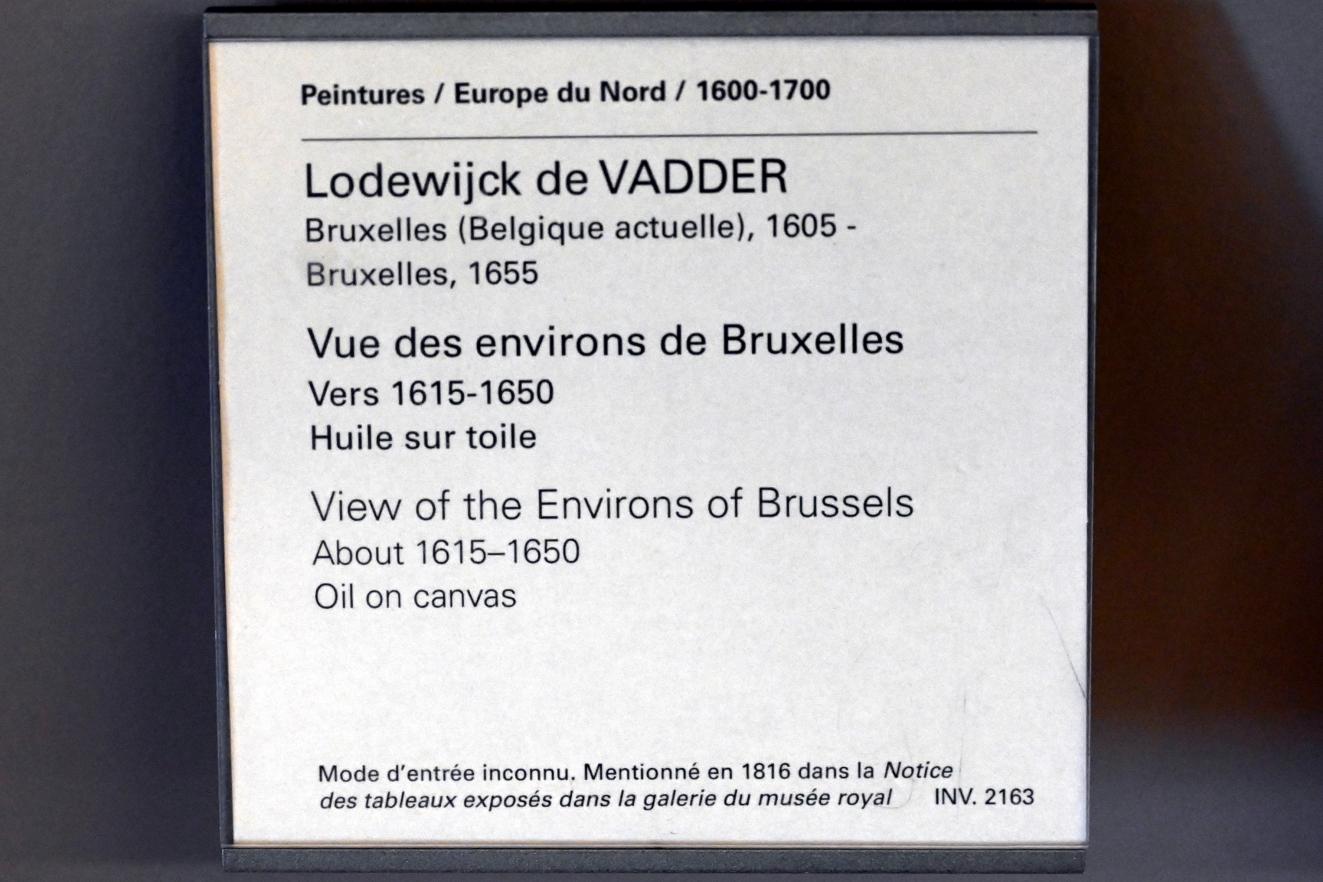 Peintures / Europe du Nord / 1600-1700
Lodewijck de VADDER
Bruxelles (Belgique actuelle), 1605 -
Bruxelles, 1655
Vue des environs de Bruxelles
Vers 1615-1650
Huile sur toile
View of the Environs of Brussels
About 1615–1650
Oil on canvas
Mode d'entrée inconnu. Mentionné en 1816 dans la Notice
des tableaux exposés dans la galerie du musée royal INV. 2163